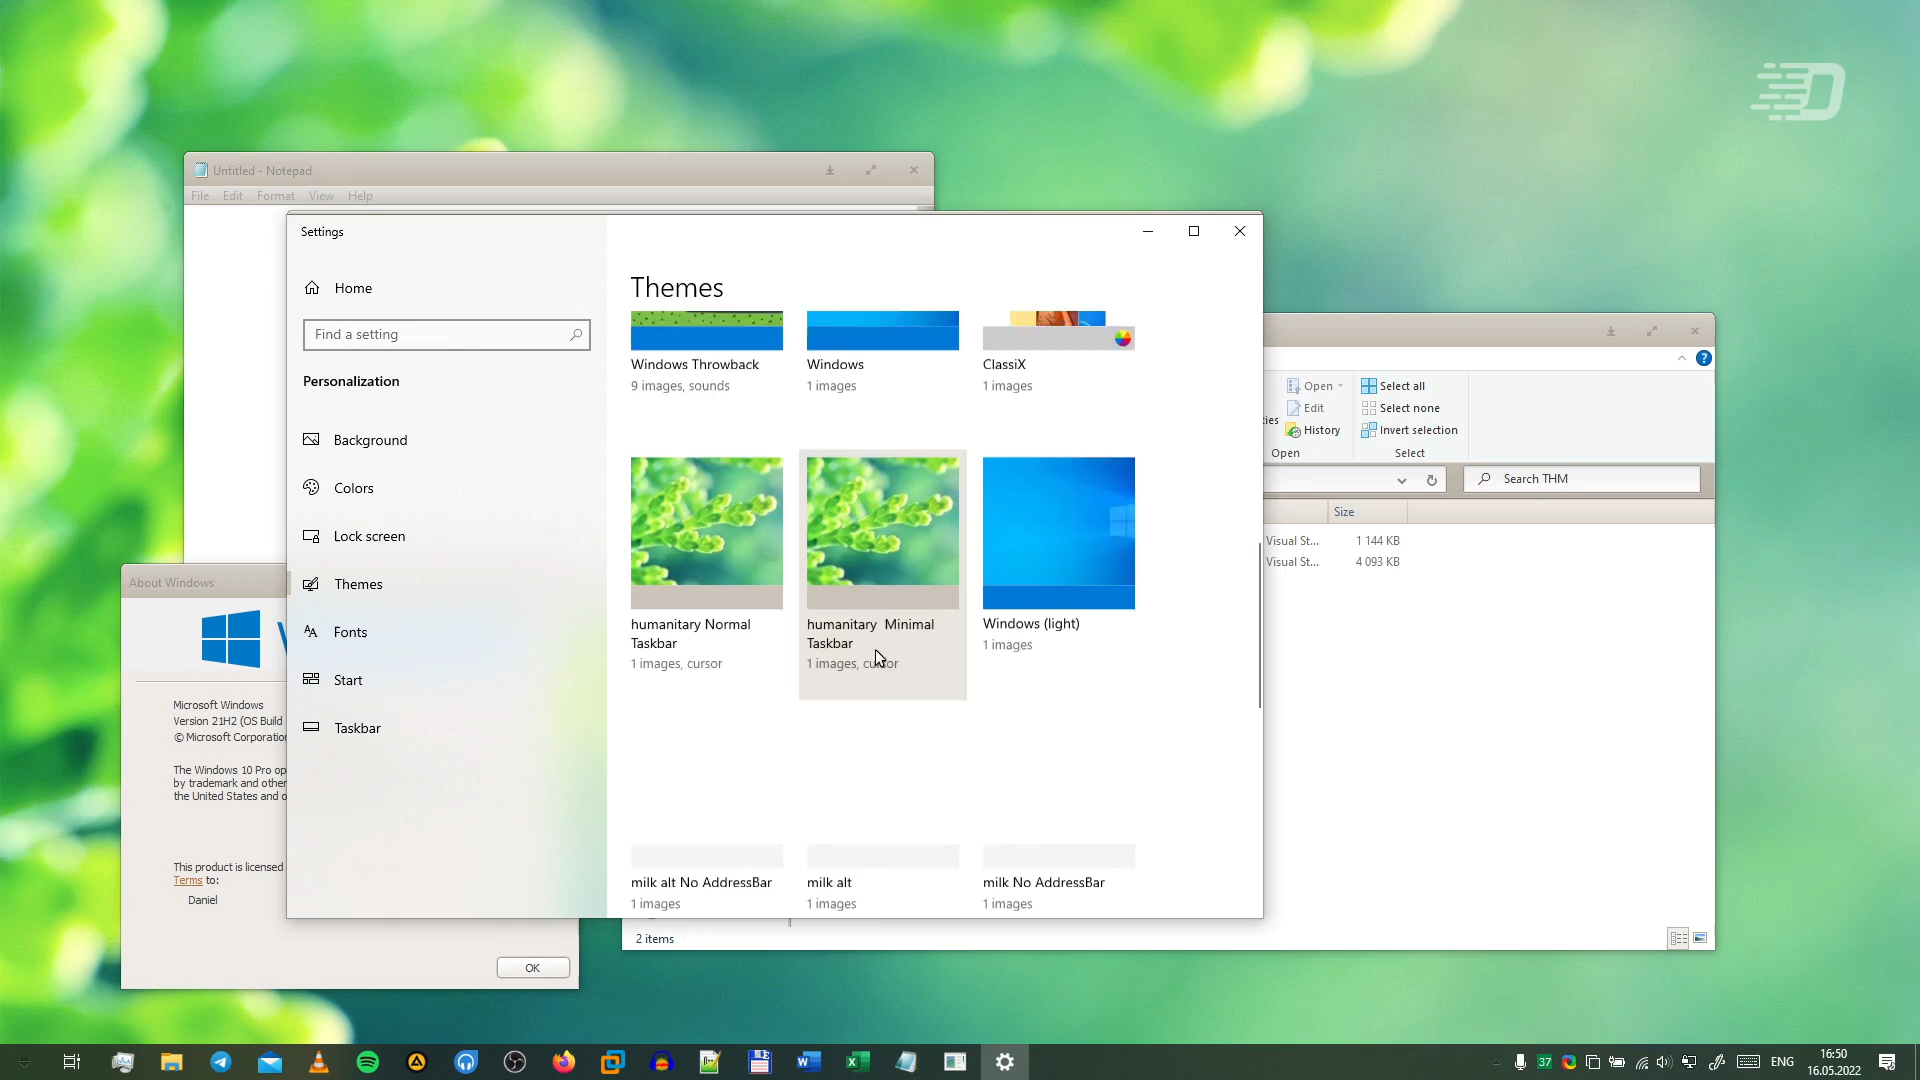 Untitled - Notepad
File Edit Format View Help
Settings
Home
Find a setting
Personalization
Background
Colors
Lock screen
Themes
Fonts
Start
Taskbar
Themes
Windows Throwback
9 images, sounds
Windows
1 images
ClassiX
1 images
humanitary Normal
Taskbar
1 images, cursor
humanitary Minimal
Taskbar
1 images, cursor
Windows (light)
1 images
milk alt No AddressBar
1 images
milk alt
1 images
milk No AddressBar
1 images
About Windows
Microsoft Windows
Version 21H2 (OS Build
© Microsoft Corporation
The Windows 10 Pro op
by trademark and other
the United States and o
This product is licensed
Terms to:
Daniel
OK
Open
Edit
History
Open
Select all
Select none
Invert selection
Select
Search THM
Size
Visual St... 1 144 KB
Visual St... 4 093 KB
2 items
37
ENG
16:50
16.05.2022